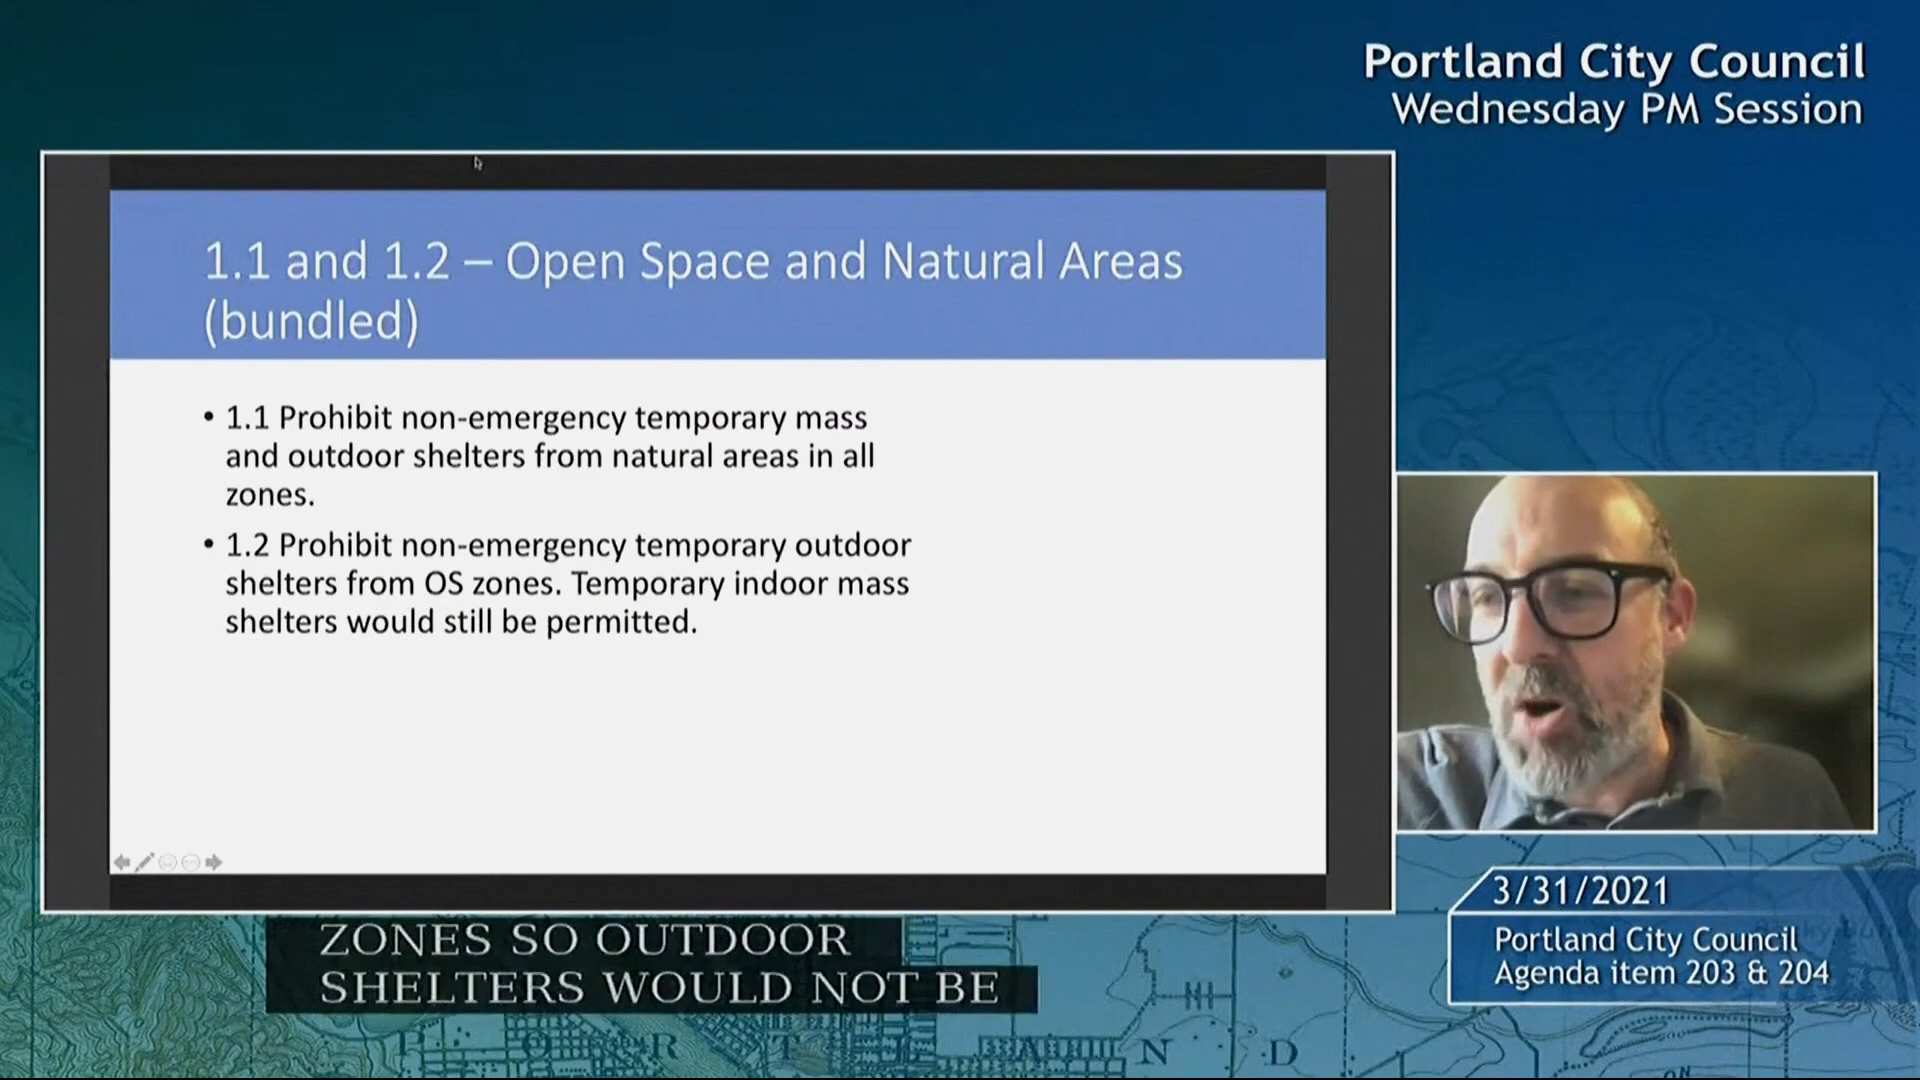 Portland City Council
Wednesday PM Session
1.1 and 1.2 – Open Space and Natural Areas
(bundled)
• 1.1 Prohibit non-emergency temporary mass
and outdoor shelters from natural areas in all
zones.
• 1.2 Prohibit non-emergency temporary outdoor
shelters from OS zones. Temporary indoor mass
shelters would still be permitted.
3/31/2021
Portland City Council
Agenda item 203 & 204
ZONES SO OUTDOOR
SHELTERS WOULD NOT BE
P O R T L A N D